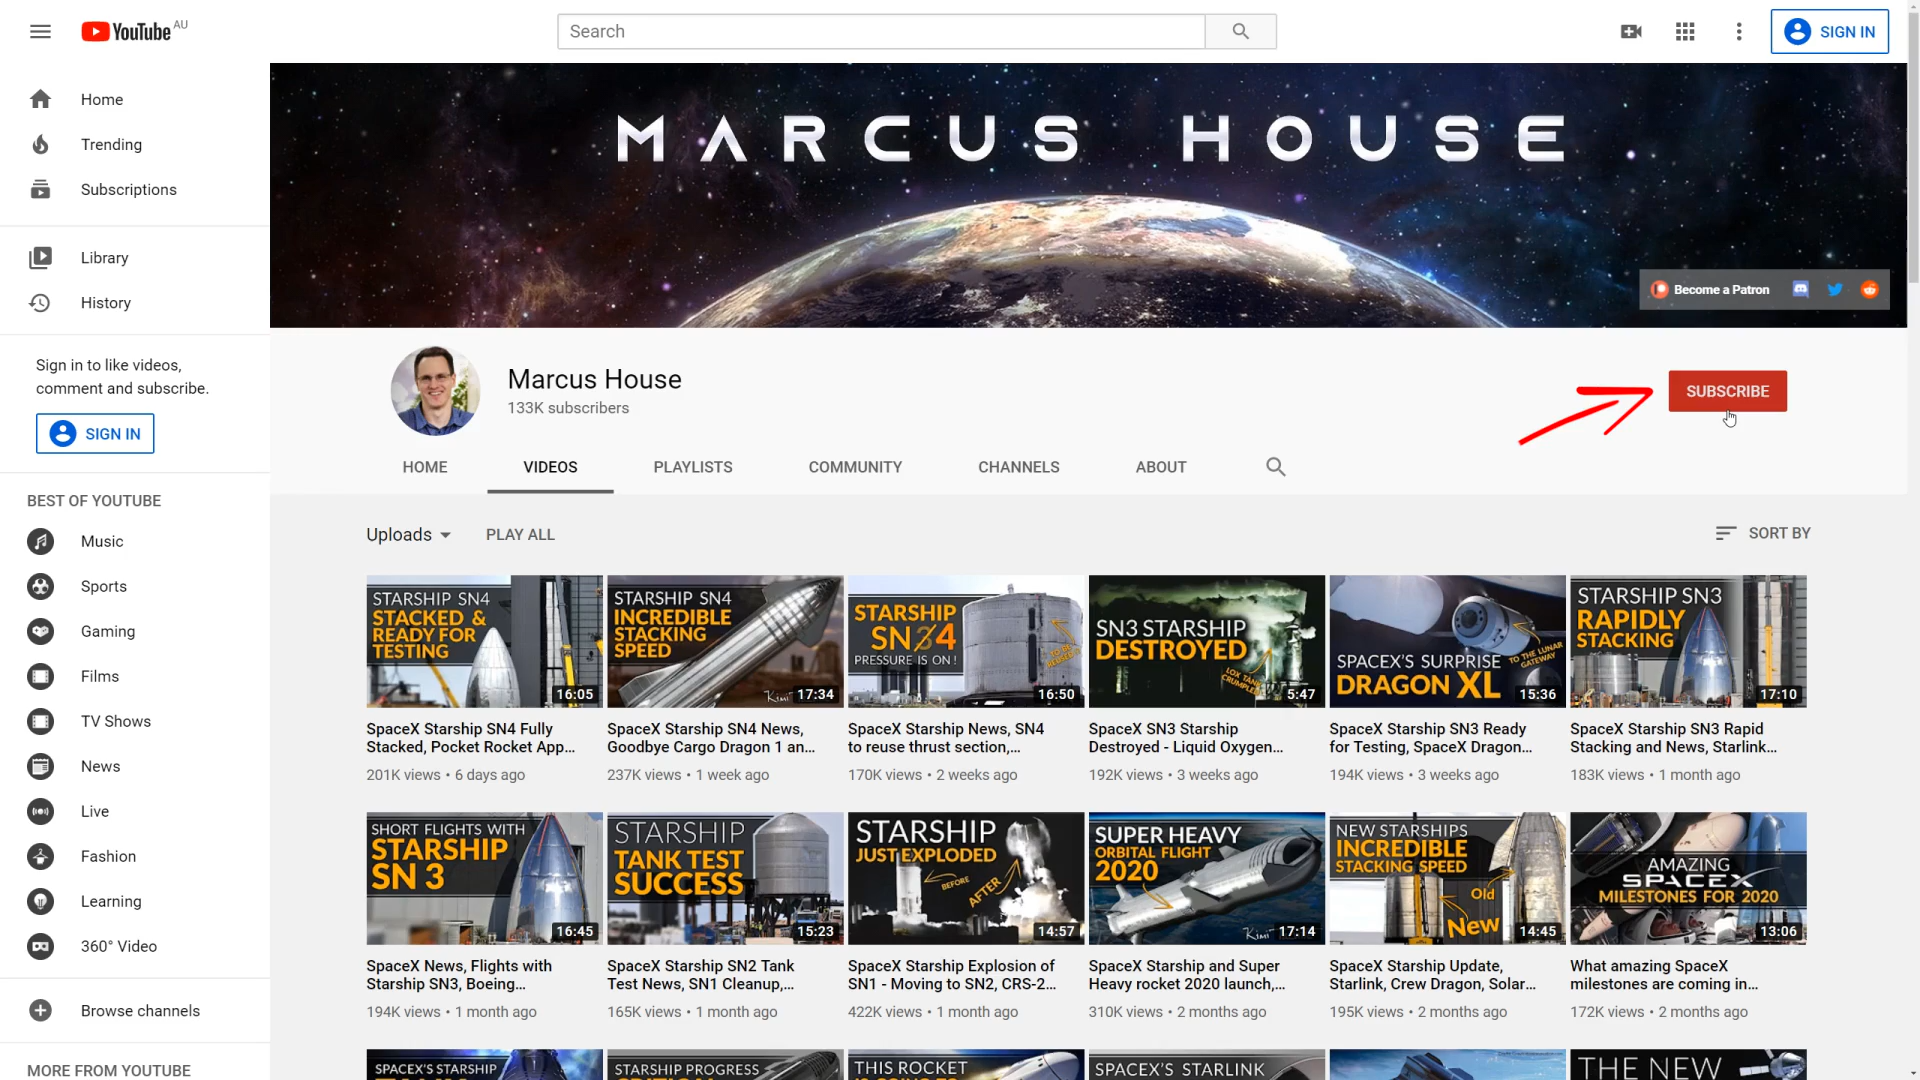 YouTube AU
Search
SIGN IN
Home
Trending
Subscriptions
Library
History
Sign in to like videos,
comment and subscribe.
SIGN IN
BEST OF YOUTUBE
Music
Sports
Gaming
Films
TV Shows
News
Live
Fashion
Learning
360° Video
Browse channels
MORE FROM YOUTUBE
MARCUS HOUSE
Become a Patron
Marcus House
133K subscribers
SUBSCRIBE
HOME VIDEOS PLAYLISTS COMMUNITY CHANNELS ABOUT
Uploads PLAY ALL SORT BY
STARSHIP SN4
STACKED &
READY FOR
TESTING
16:05
SpaceX Starship SN4 Fully
Stacked, Pocket Rocket App...
201K views • 6 days ago
STARSHIP SN4
INCREDIBLE
STACKING
SPEED
Kimi
17:34
SpaceX Starship SN4 News,
Goodbye Cargo Dragon 1 an...
237K views • 1 week ago
STARSHIP
SN34
PRESSURE IS ON!
TO BE
REUSED?
16:50
SpaceX Starship News, SN4
to reuse thrust section,...
170K views • 2 weeks ago
SN3 STARSHIP
DESTROYED
LOX TANK
CRUMPLED
5:47
SpaceX SN3 Starship
Destroyed - Liquid Oxygen...
192K views • 3 weeks ago
SPACEX'S SURPRISE
DRAGON XL
TO THE LUNAR
GATEWAY
15:36
SpaceX Starship SN3 Ready
for Testing, SpaceX Dragon...
194K views • 3 weeks ago
STARSHIP SN3
RAPIDLY
STACKING
17:10
SpaceX Starship SN3 Rapid
Stacking and News, Starlink...
183K views • 1 month ago
SHORT FLIGHTS WITH
STARSHIP
SN 3
16:45
SpaceX News, Flights with
Starship SN3, Boeing...
194K views • 1 month ago
STARSHIP
TANK TEST
SUCCESS
15:23
SpaceX Starship SN2 Tank
Test News, SN1 Cleanup,...
165K views • 1 month ago
STARSHIP
JUST EXPLODED
BEFORE
AFTER
14:57
SpaceX Starship Explosion of
SN1 - Moving to SN2, CRS-2...
422K views • 1 month ago
SUPER HEAVY
ORBITAL FLIGHT
2020
Kimi
17:14
SpaceX Starship and Super
Heavy rocket 2020 launch,...
310K views • 2 months ago
NEW STARSHIPS
INCREDIBLE
STACKING SPEED
Old
New
14:45
SpaceX Starship Update,
Starlink, Crew Dragon, Solar...
195K views • 2 months ago
AMAZING
SPACEX
MILESTONES FOR 2020
13:06
What amazing SpaceX
milestones are coming in...
172K views • 2 months ago
SPACEX'S STARSHIP
STARSHIP PROGRESS
THIS ROCKET
SPACEX'S STARLINK
THE NEW